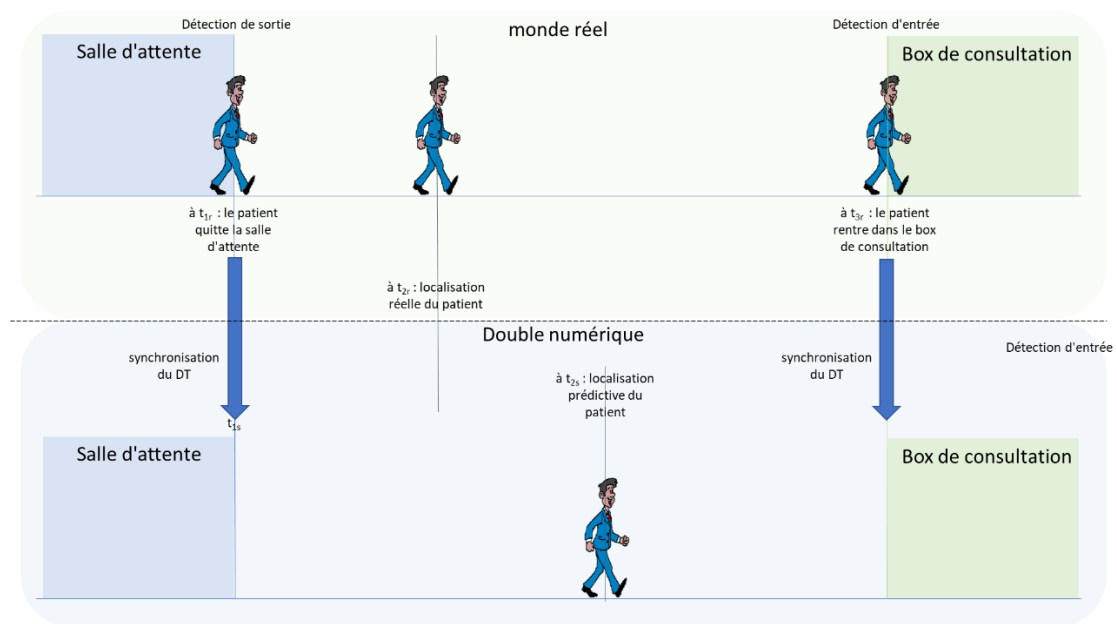 Détection de sortie
monde réel
Détection d'entrée
Salle d'attente
Box de consultation
à t1r : le patient
quitte la salle
d'attente
à t3r : le patient
rentre dans le box
de consultation
à t2r : localisation
réelle du patient
Double numérique
Détection d'entrée
synchronisation
du DT
synchronisation
du DT
à t2s : localisation
prédictive du
patient
t1s
Salle d'attente
Box de consultation